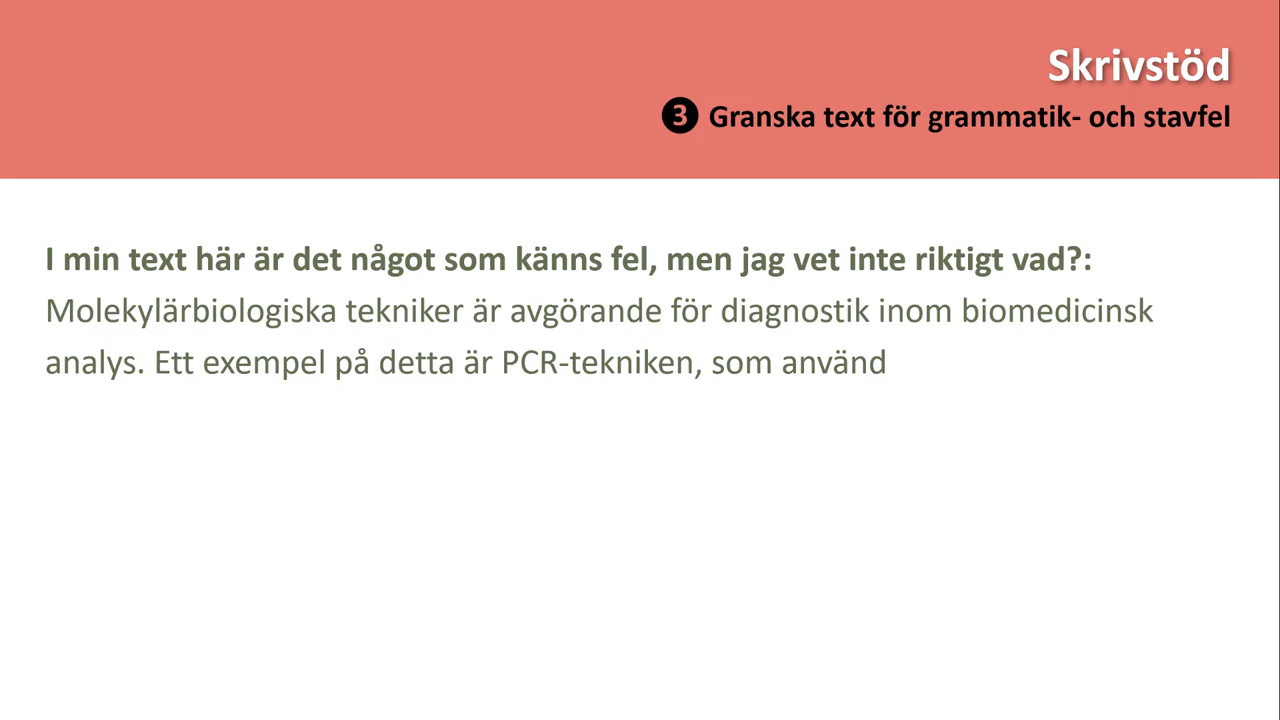 Skrivstöd
❸ Granska text för grammatik- och stavfel
I min text här är det något som känns fel, men jag vet inte riktigt vad?:
Molekylärbiologiska tekniker är avgörande för diagnostik inom biomedicinsk
analys. Ett exempel på detta är PCR-tekniken, som använd